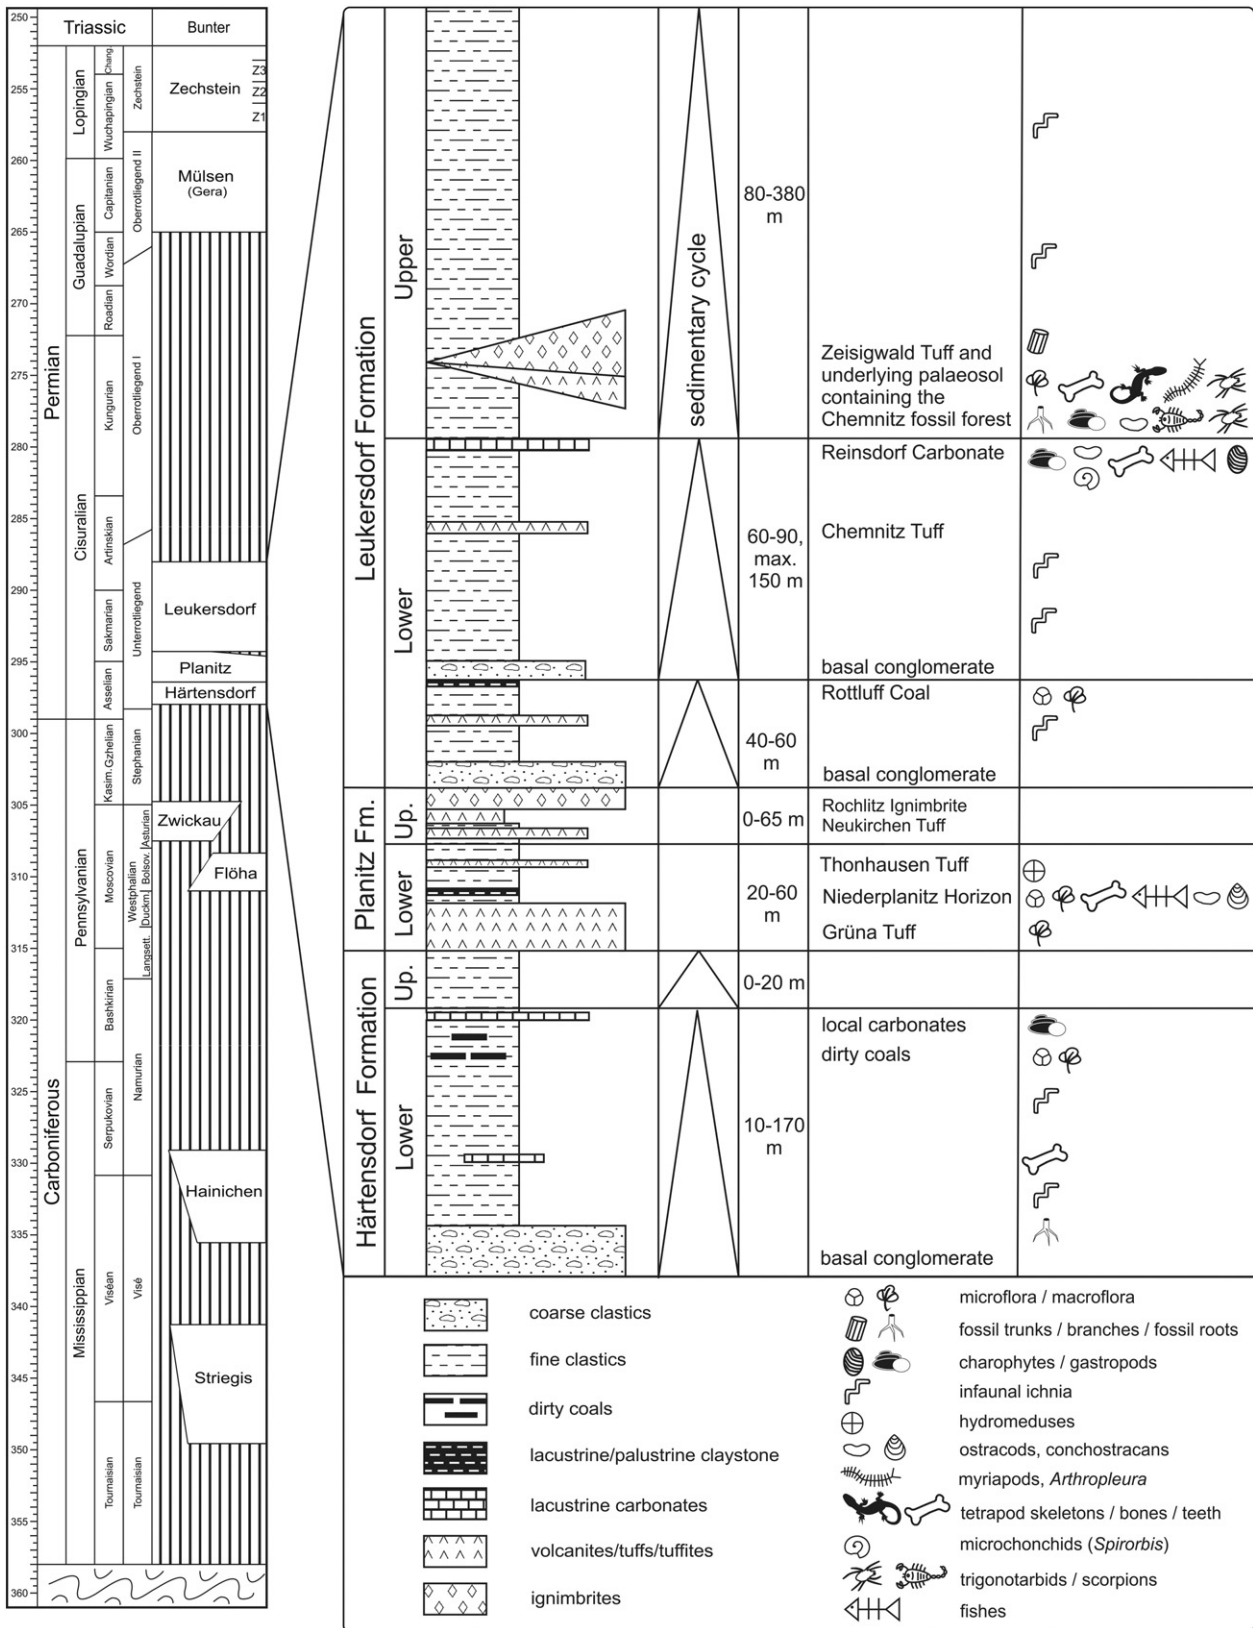 250
255
260
265
270
275
280
285
290
295
300
305
310
315
320
325
330
335
340
345
350
355
360
Triassic
Bunter
Permian
Carboniferous
Lopingian
Guadalupian
Cisuralian
Pennsylvanian
Mississippian
Chang.
Wuchapingian
Capitanian
Wordian
Roadian
Kungurian
Artinskian
Sakmarian
Asselian
Kasim. Gzhelian
Moscovian
Bashkirian
Serpukovian
Viséan
Tournaisian
Zechstein
Oberrotliegend II
Oberrotliegend I
Unterrotliegend
Stephanian
Westphalian
Asturian
Bolsov.
Duckm.
Langsett.
Namurian
Visé
Tournaisian
Zechstein
Z3
Z2
Z1
Mülsen
(Gera)
Leukersdorf
Planitz
Härtensdorf
Zwickau
Flöha
Hainichen
Striegis
Leukersdorf Formation
Upper
Lower
Planitz Fm.
Up.
Lower
Härtensdorf Formation
Up.
Lower
sedimentary cycle
80-380
m
60-90,
max.
150 m
40-60
m
0-65 m
20-60
m
0-20 m
10-170
m
Zeisigwald Tuff and
underlying palaeosol
containing the
Chemnitz fossil forest
Reinsdorf Carbonate
Chemnitz Tuff
basal conglomerate
Rottluff Coal
basal conglomerate
Rochlitz Ignimbrite
Neukirchen Tuff
Thonhausen Tuff
Niederplanitz Horizon
Grüna Tuff
local carbonates
dirty coals
basal conglomerate
coarse clastics
fine clastics
dirty coals
lacustrine/palustrine claystone
lacustrine carbonates
volcanites/tuffs/tuffites
ignimbrites
microflora / macroflora
fossil trunks / branches / fossil roots
charophytes / gastropods
infaunal ichnia
hydromeduses
ostracods, conchostracans
myriapods, Arthropleura
tetrapod skeletons / bones / teeth
microchonchids (Spirorbis)
trigonotarbids / scorpions
fishes